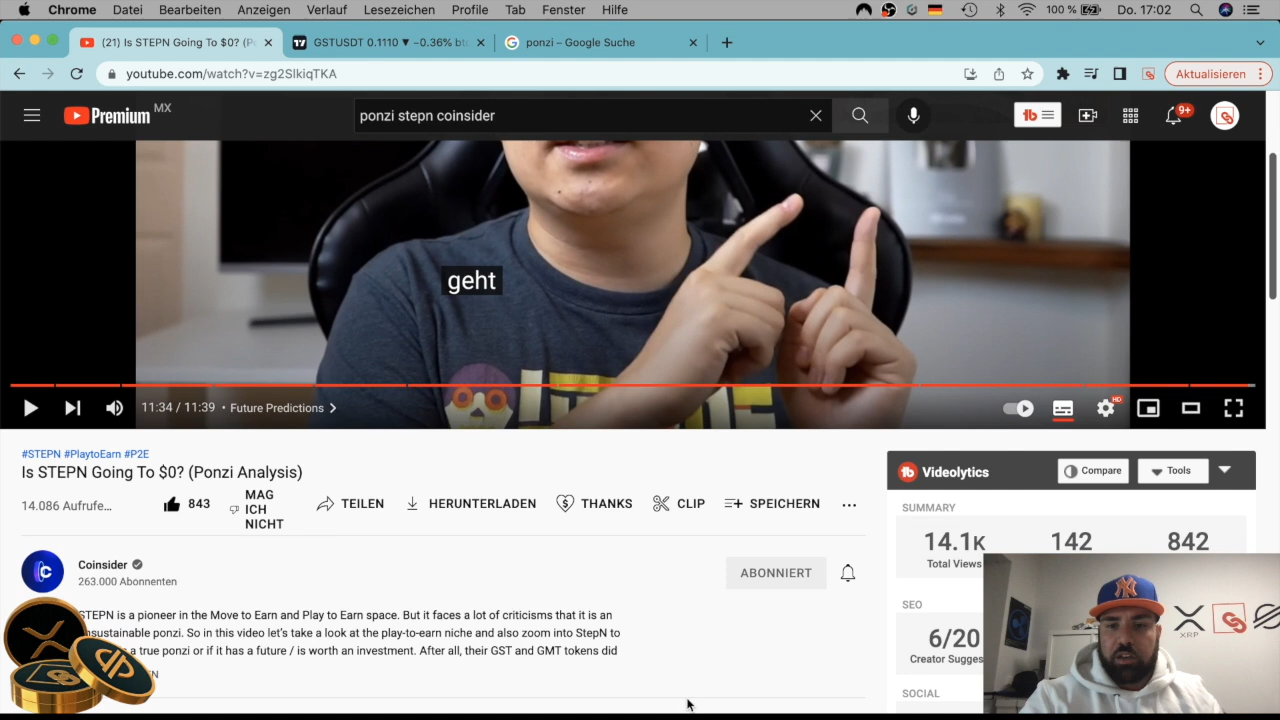 Chrome Datei Bearbeiten Anzeigen Verlauf Lesezeichen Profile Tab Fenster Hilfe 100 % Do. 17:02
(21) Is STEPN Going To $0? (Po GSTUSDT 0.1110 ▼ −0.36% bto ponzi – Google Suche
youtube.com/watch?v=zg2SlkiqTKA Aktualisieren
Premium MX ponzi stepn coinsider 9+
geht
11:34 / 11:39 • Future Predictions HD
#STEPN #PlaytoEarn #P2E
Is STEPN Going To $0? (Ponzi Analysis)
14.086 Aufrufe… 843 MAG ICH NICHT TEILEN HERUNTERLADEN THANKS CLIP SPEICHERN ...
Coinsider
263.000 Abonnenten
ABONNIERT
STEPN is a pioneer in the Move to Earn and Play to Earn space. But it faces a lot of criticisms that it is an
nsustainable ponzi. So in this video let's take a look at the play-to-earn niche and also zoom into StepN to
a true ponzi or if it has a future / is worth an investment. After all, their GST and GMT tokens did
EN
Videolytics Compare Tools
SUMMARY
14.1K 142 842
Total Views
SEO
6/20
Creator Sugges
SOCIAL
XRP